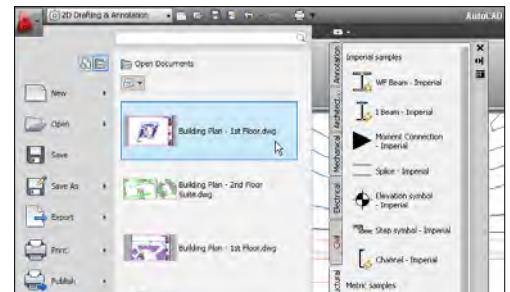 2D Drafting & Annotation
AutoCAD
Open Documents
New
Open
Save
Save As
Export
Print
Publish
Building Plan - 1st Floor.dwg
Building Plan - 2nd Floor
Suite.dwg
Building Plan - 1st Floor.dwg
Annotation
Architect...
Mechanical
Electrical
Civil
Imperial samples
WF Beam - Imperial
I Beam - Imperial
Moment Connection
- Imperial
Splice - Imperial
Elevation symbol
- Imperial
Step symbol - Imperial
Channel - Imperial
Metric samples